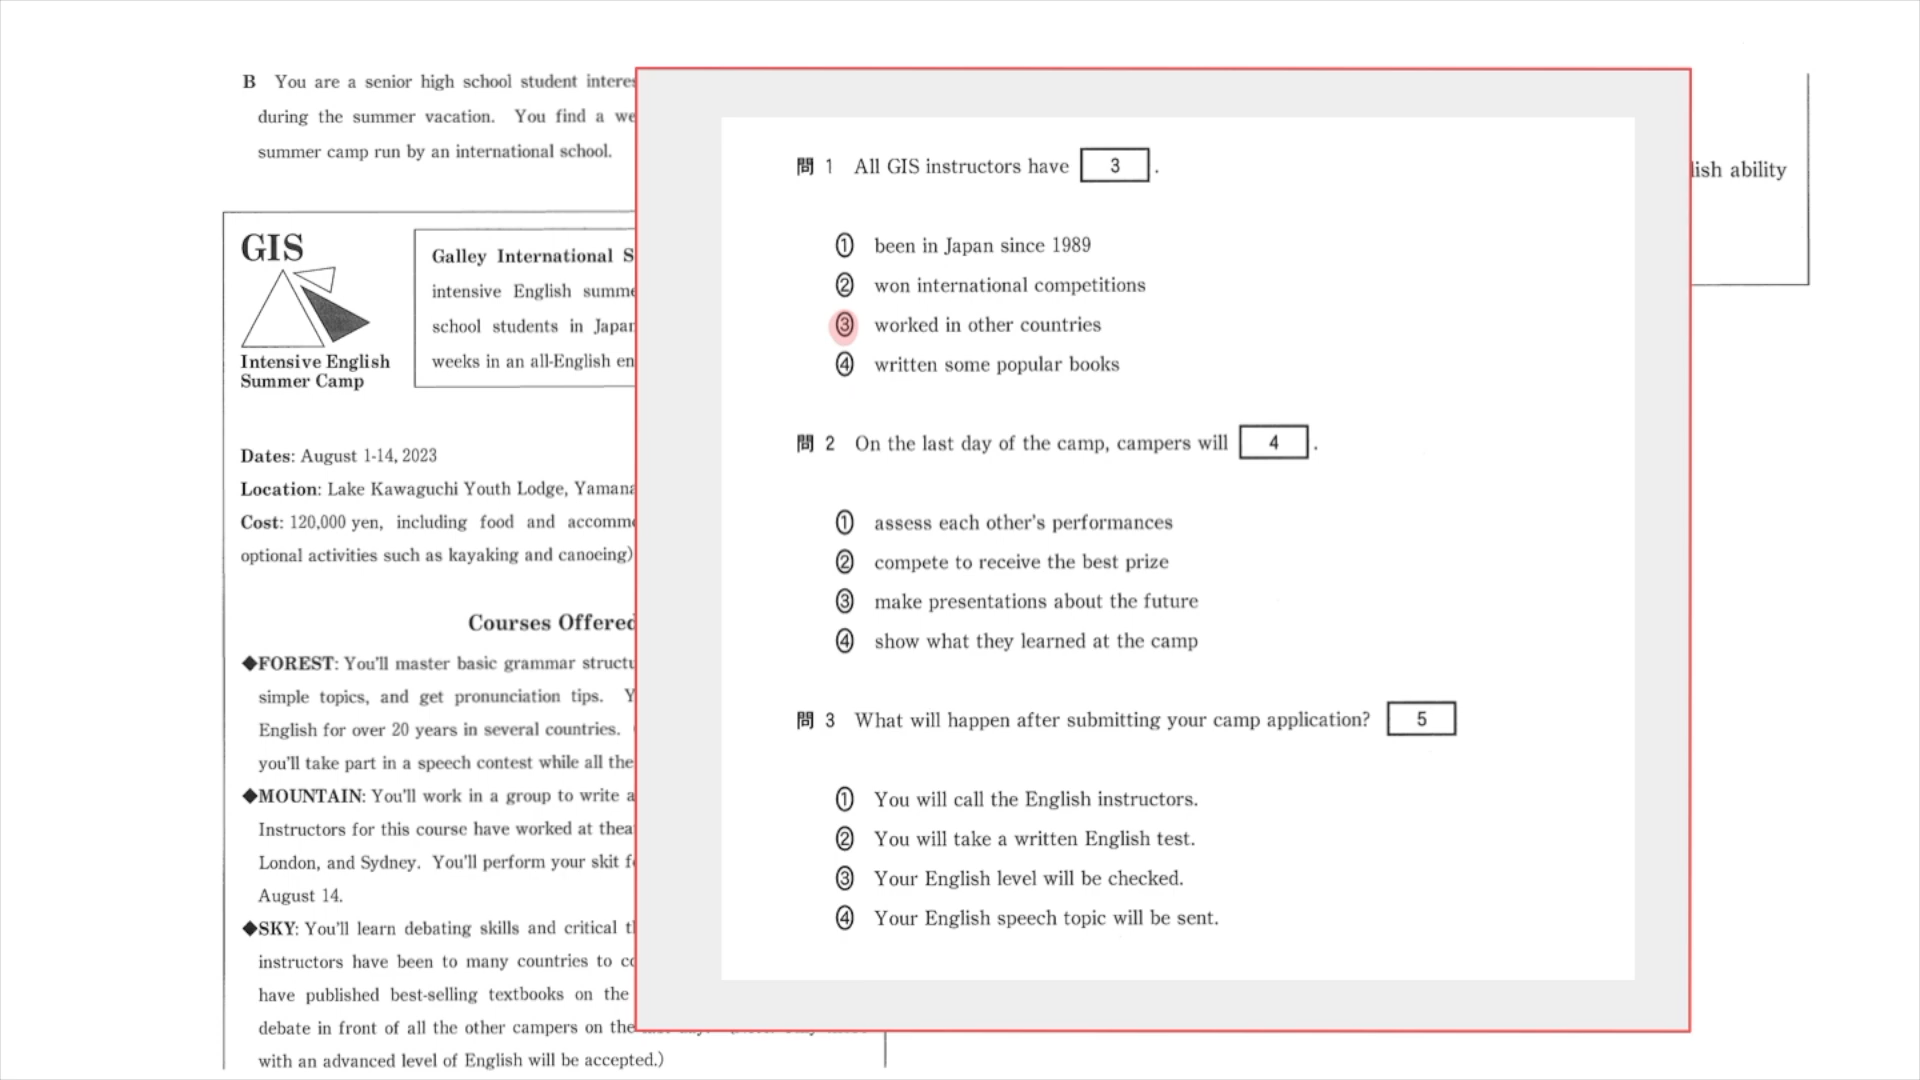 B You are a senior high school student interes
during the summer vacation. You find a we
summer camp run by an international school.
GIS
Intensive English
Summer Camp
Galley International S
intensive English summe
school students in Japan
weeks in an all-English en
Dates: August 1-14, 2023
Location: Lake Kawaguchi Youth Lodge, Yamana
Cost: 120,000 yen, including food and accommo
optional activities such as kayaking and canoeing)
Courses Offered
◆FOREST: You'll master basic grammar structu
simple topics, and get pronunciation tips. Y
English for over 20 years in several countries.
you'll take part in a speech contest while all the
◆MOUNTAIN: You'll work in a group to write a
Instructors for this course have worked at thea
London, and Sydney. You'll perform your skit fo
August 14.
◆SKY: You'll learn debating skills and critical th
instructors have been to many countries to co
have published best-selling textbooks on the
debate in front of all the other campers on the
with an advanced level of English will be accepted.)
lish ability
問 1 All GIS instructors have 3 .
① been in Japan since 1989
② won international competitions
③ worked in other countries
④ written some popular books
問 2 On the last day of the camp, campers will 4 .
① assess each other's performances
② compete to receive the best prize
③ make presentations about the future
④ show what they learned at the camp
問 3 What will happen after submitting your camp application? 5
① You will call the English instructors.
② You will take a written English test.
③ Your English level will be checked.
④ Your English speech topic will be sent.